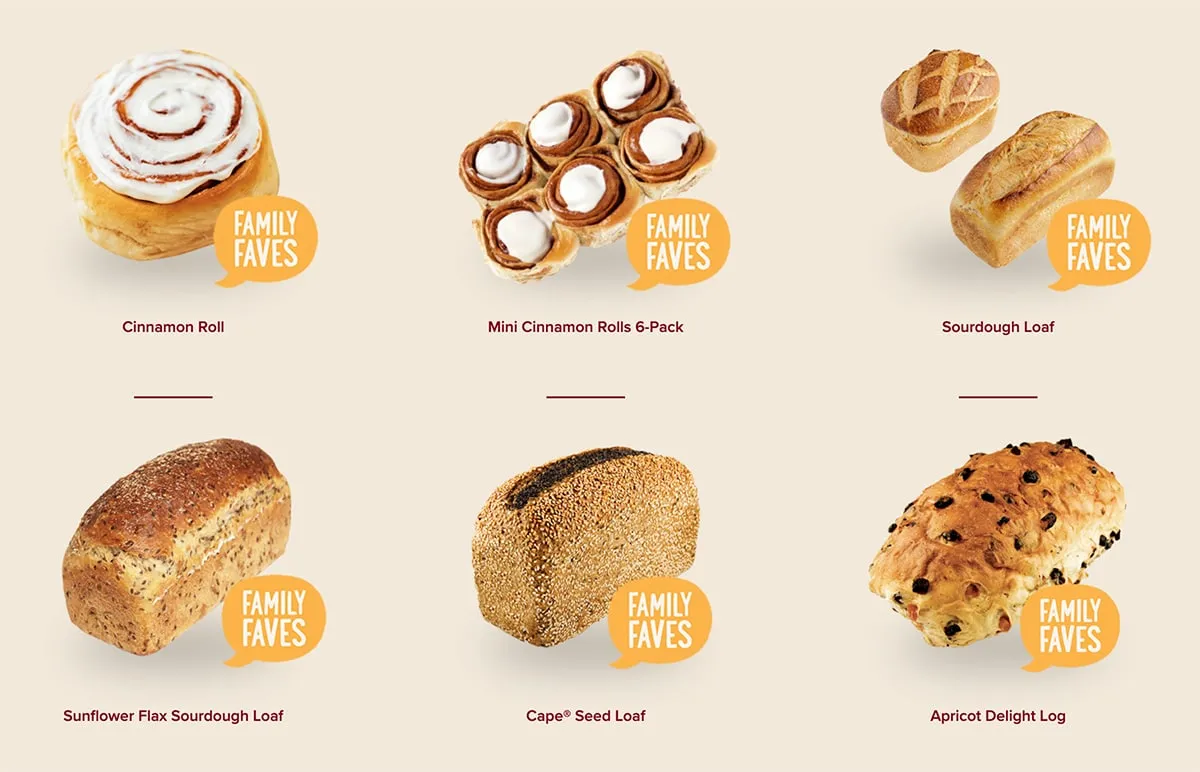 FAMILY
FAVES
FAMILY
FAVES
FAMILY
FAVES
Cinnamon Roll
Mini Cinnamon Rolls 6-Pack
Sourdough Loaf
FAMILY
FAVES
FAMILY
FAVES
FAMILY
FAVES
Sunflower Flax Sourdough Loaf
Cape® Seed Loaf
Apricot Delight Log